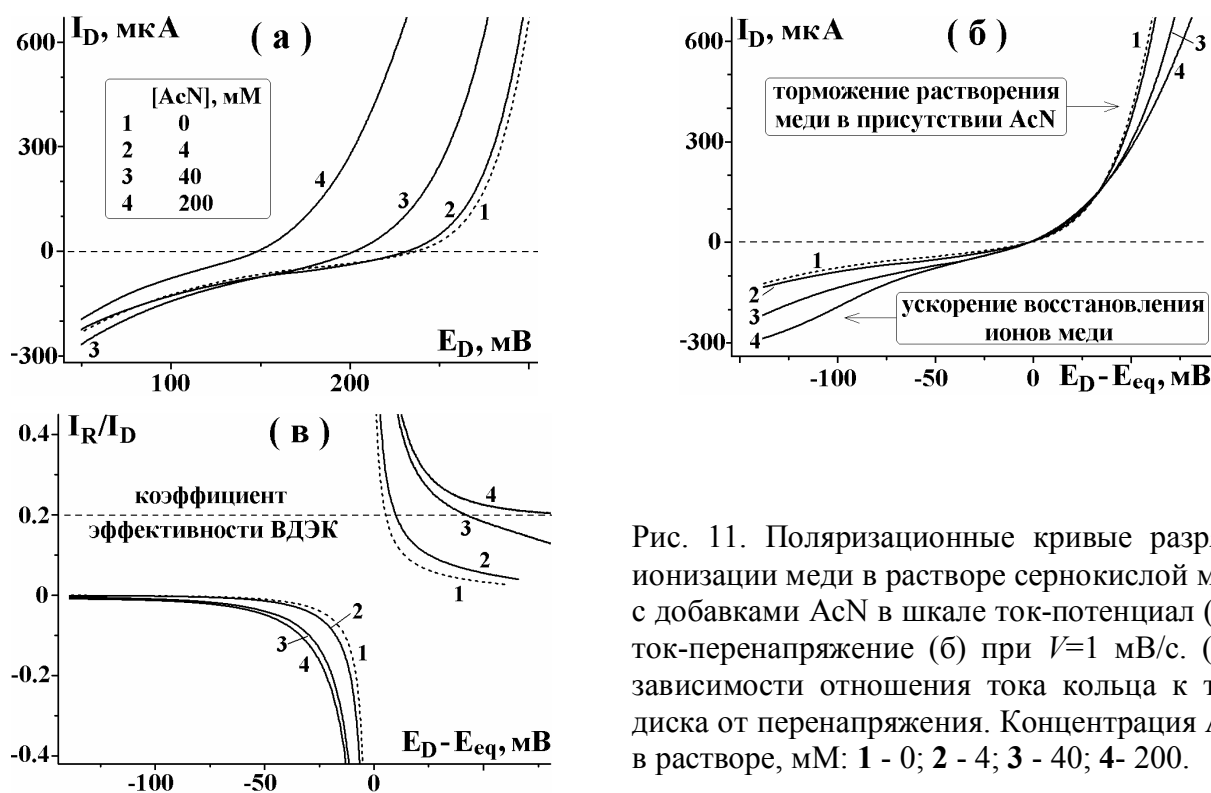 I_D, мкА
( а )
600
300
0
-300
[AcN], мМ
1 0
2 4
3 40
4 200
4
3
2
1
3
E_D, мВ
100
200
I_D, мкА
( б )
600
300
0
-300
1
3
4
торможение растворения
меди в присутствии AcN
1
2
3
4
ускорение восстановления
ионов меди
-100
-50
0
E_D-E_eq, мВ
I_R/I_D
( в )
0.4
0.2
0
-0.2
-0.4
коэффициент
эффективности ВДЭК
4
3
2
1
2
3
1
4
E_D-E_eq, мВ
-100
-50
0
Рис. 11. Поляризационные кривые
ионизации меди в растворе сернокислой
с добавками AcN в шкале ток-потенциал
ток-перенапряжение (б) при V=1 мВ/с.
зависимости отношения тока кольца к
диска от перенапряжения. Концентрация
в растворе, мМ: 1 - 0; 2 - 4; 3 - 40; 4- 200.